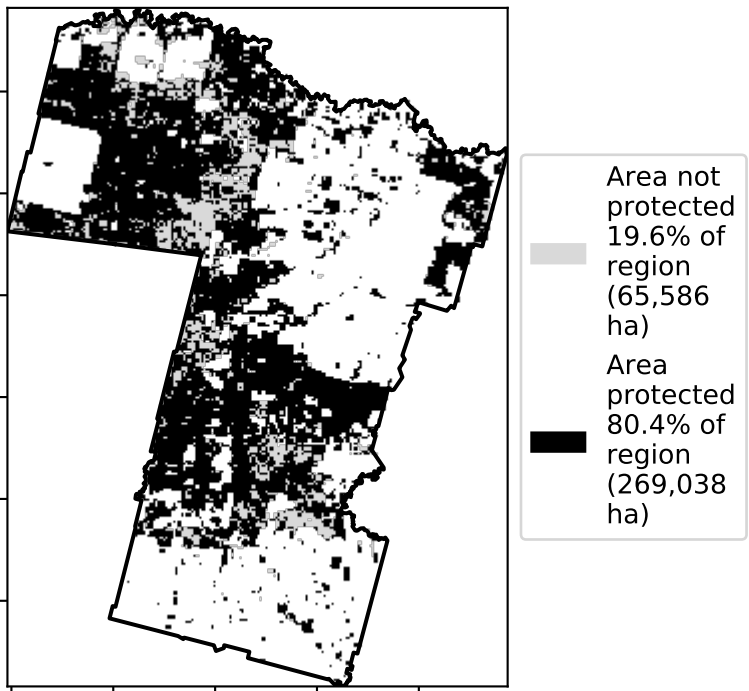 Area not
protected
19.6% of
region
(65,586
ha)
Area
protected
80.4% of
region
(269,038
ha)